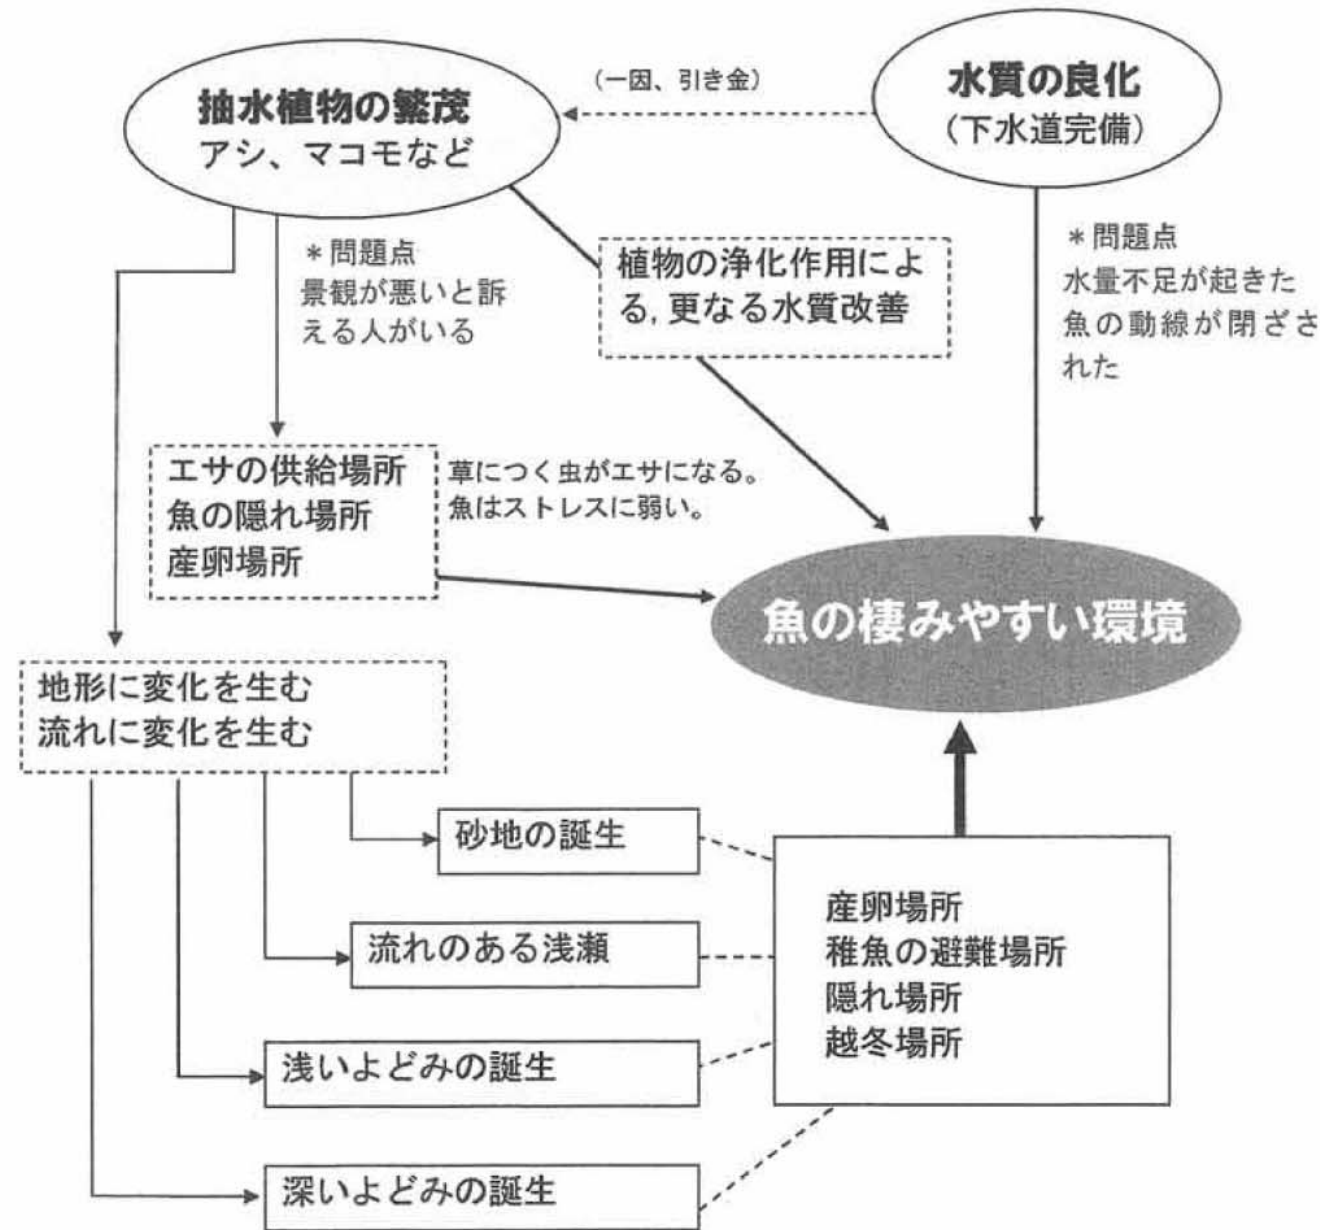 (一因、引き金)
水質の良化
(下水道完備)
抽水植物の繁茂
アシ、マコモなど
*問題点
景観が悪いと訴
える人がいる
植物の浄化作用によ
る,更なる水質改善
*問題点
水量不足が起きた
魚の動線が閉ざさ
れた
エサの供給場所
魚の隠れ場所
産卵場所
草につく虫がエサになる。
魚はストレスに弱い。
魚の棲みやすい環境
地形に変化を生む
流れに変化を生む
砂地の誕生
流れのある浅瀬
浅いよどみの誕生
深いよどみの誕生
産卵場所
稚魚の避難場所
隠れ場所
越冬場所